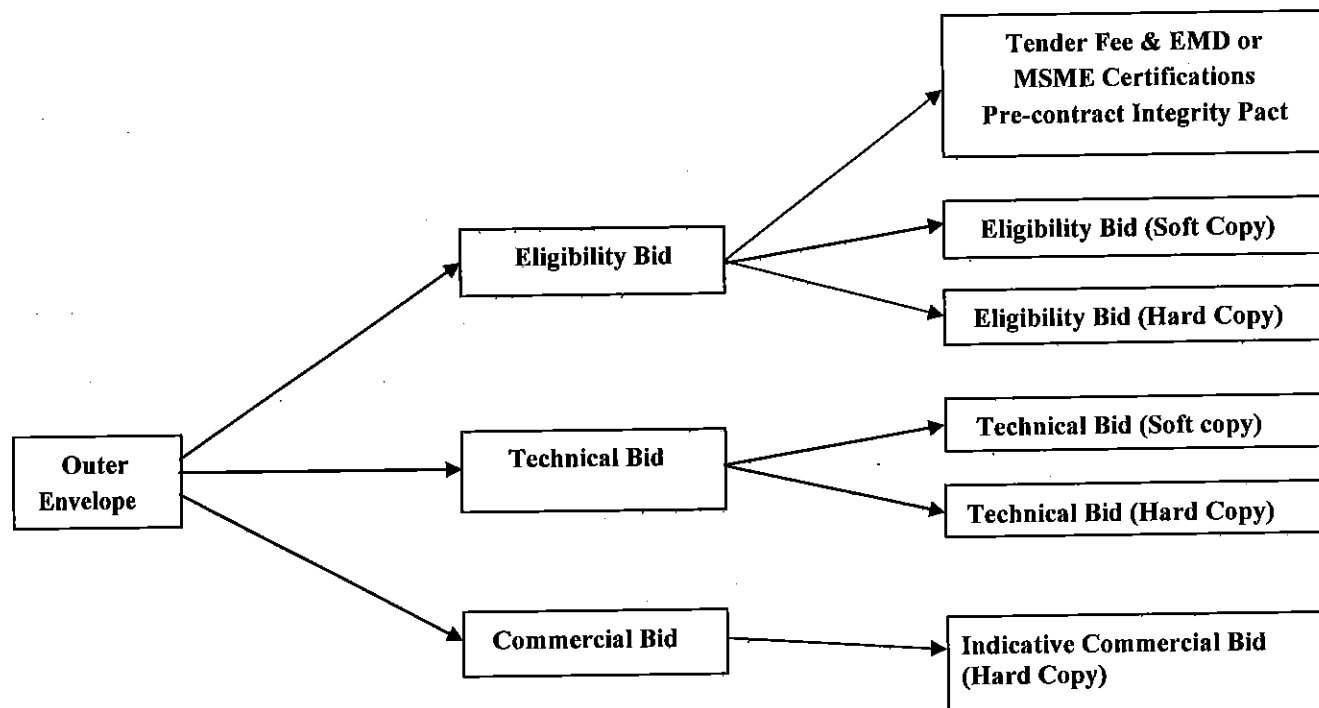 Tender Fee & EMD or
MSME Certifications
Pre-contract Integrity Pact
Eligibility Bid
Eligibility Bid (Soft Copy)
Eligibility Bid (Hard Copy)
Outer
Envelope
Technical Bid
Technical Bid (Soft copy)
Technical Bid (Hard Copy)
Commercial Bid
Indicative Commercial Bid
(Hard Copy)